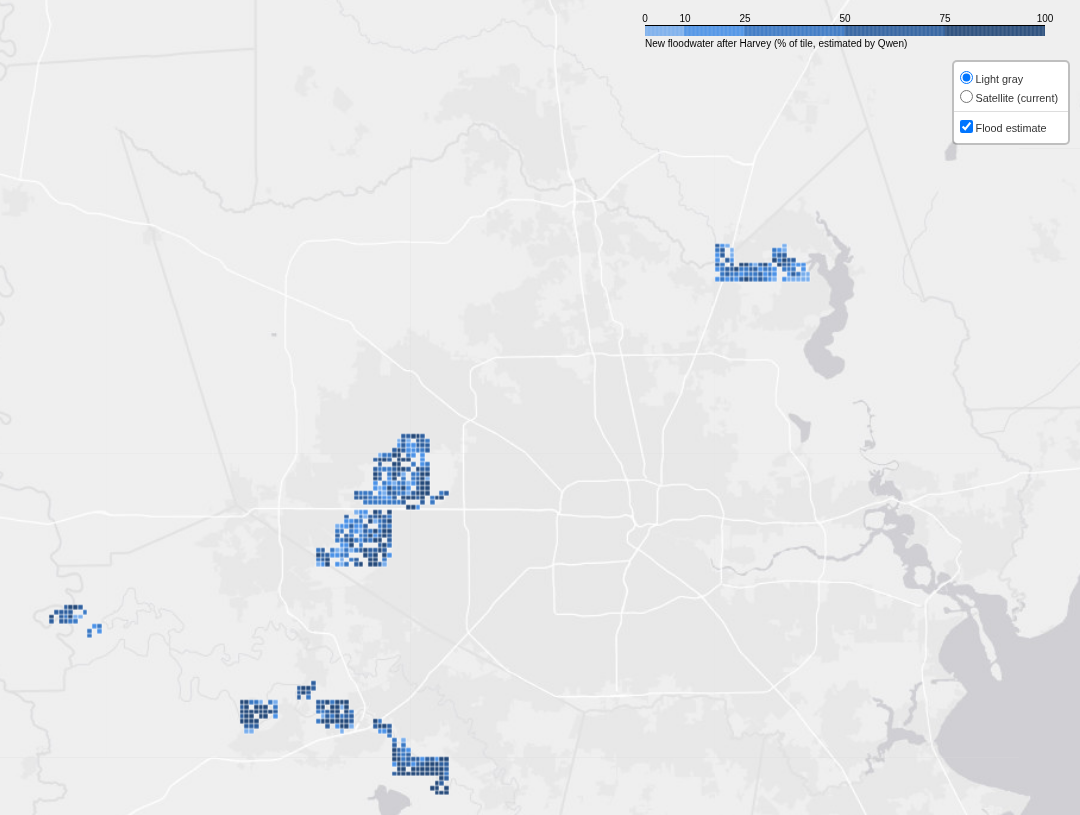 0 10 25 50 75 100
New floodwater after Harvey (% of tile, estimated by Qwen)
Light gray
Satellite (current)
Flood estimate